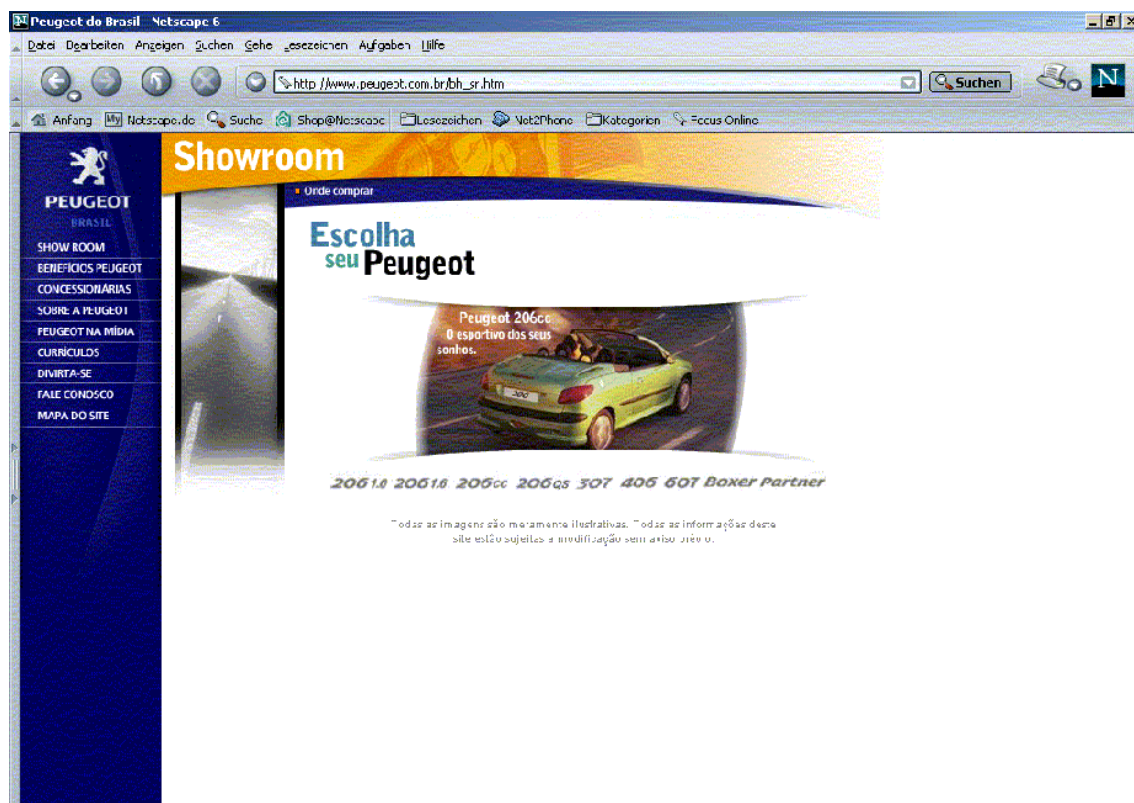 Peugeot do Brasil - Netscape 6
Datei Bearbeiten Anzeigen Suchen Gehe Lesezeichen Aufgaben Hilfe
http://www.peugeot.com.br/bh_sr.htm Suchen N
Anfang My Netscape.de Suche Shop@Netscape Lesezeichen Net2Phone Kategorien Focus Online
Showroom
Onde comprar
PEUGEOT
BRASIL
SHOW ROOM
BENEFÍCIOS PEUGEOT
CONCESSIONÁRIAS
SOBRE A PEUGEOT
PEUGEOT NA MÍDIA
CURRÍCULOS
DIVIRTA-SE
FALE CONOSCO
MAPA DO SITE
Escolha
seu Peugeot
Peugeot 206cc
O esportivo dos seus
sonhos.
206
206 1.0 206 1.6 206cc 206 QS 307 406 607 Boxer Partner
Todas as imagens são meramente ilustrativas. Todas as informações deste
site estão sujeitas a modificação sem aviso prévio.